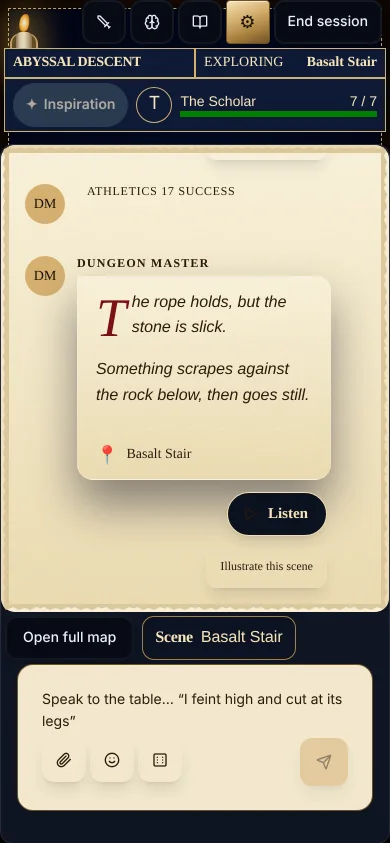 End session
ABYSSAL DESCENT
EXPLORING Basalt Stair
Inspiration
T
The Scholar 7 / 7
DM
ATHLETICS 17 SUCCESS
DM
DUNGEON MASTER
The rope holds, but the
stone is slick.
Something scrapes against
the rock below, then goes still.
Basalt Stair
Listen
Illustrate this scene
Open full map
Scene Basalt Stair
Speak to the table... “I feint high and cut at its
legs”